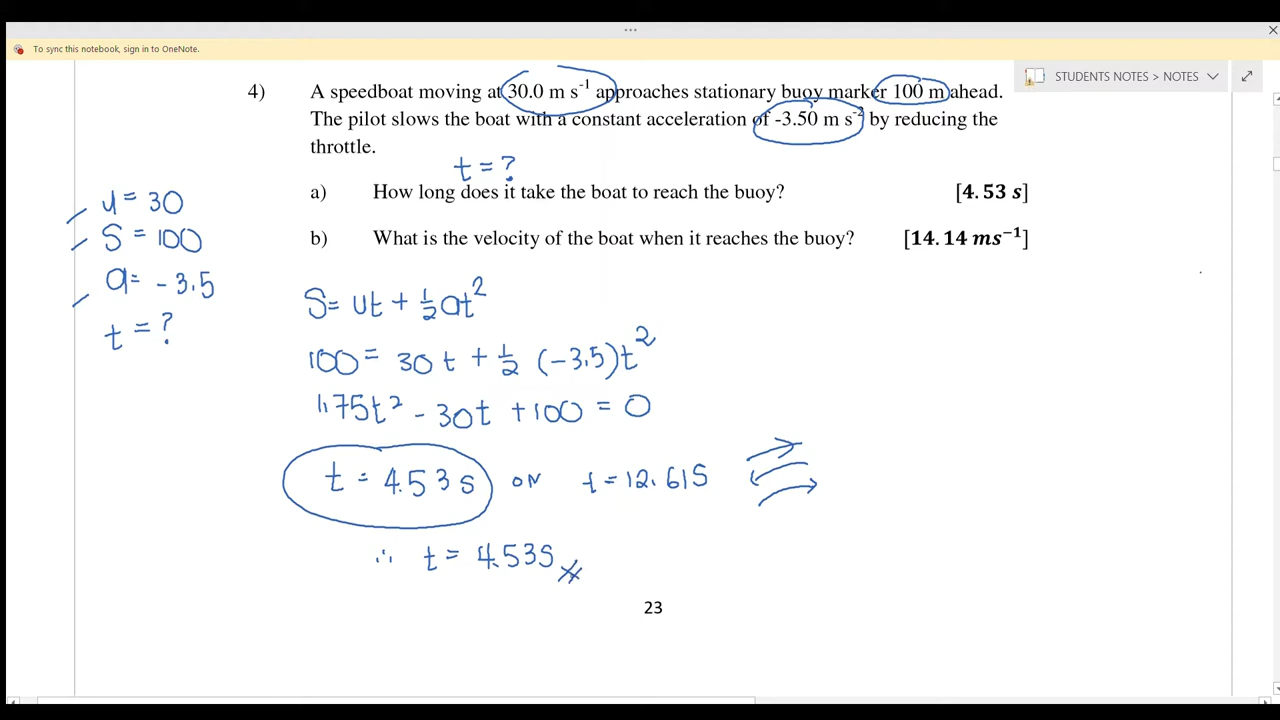 To sync this notebook, sign in to OneNote.
STUDENTS NOTES > NOTES
4) A speedboat moving at 30.0 m s⁻¹ approaches stationary buoy marker 100 m ahead.
The pilot slows the boat with a constant acceleration of -3.50 m s⁻² by reducing the
throttle.
t = ?
a) How long does it take the boat to reach the buoy? [4.53 s]
b) What is the velocity of the boat when it reaches the buoy? [14.14 ms⁻¹]
u = 30
S = 100
a = -3.5
t = ?
S = ut + ½at²
100 = 30t + ½(-3.5)t²
1.75t² - 30t + 100 = 0
t = 4.53s or t = 12.61s
∴ t = 4.53s
23